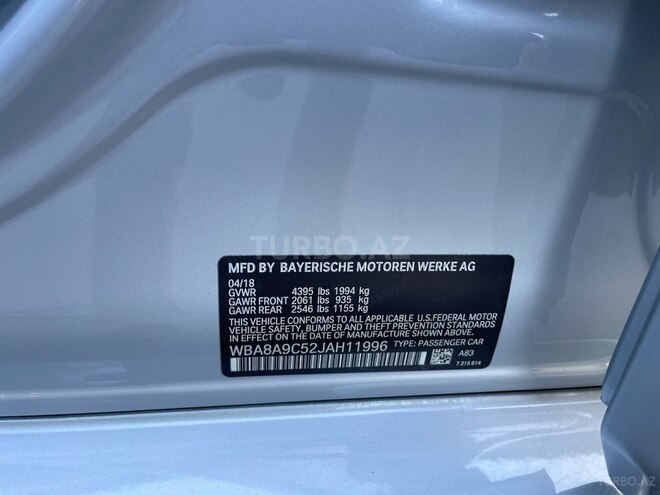 TURBO.AZ
MFD BY BAYERISCHE MOTOREN WERKE AG
04/18
GVWR 4395 lbs 1994 kg
GAWR FRONT 2061 lbs 935 kg
GAWR REAR 2546 lbs 1155 kg
THIS VEHICLE CONFORMS TO ALL APPLICABLE U.S.FEDERAL MOTOR
VEHICLE SAFETY, BUMPER, AND THEFT PREVENTION STANDARDS
IN EFFECT ON THE DATE OF MANUFACTURE SHOWN ABOVE.
WBA8A9C52JAH11996 TYPE: PASSENGER CAR
A83
7 315 814
TURBO.AZ